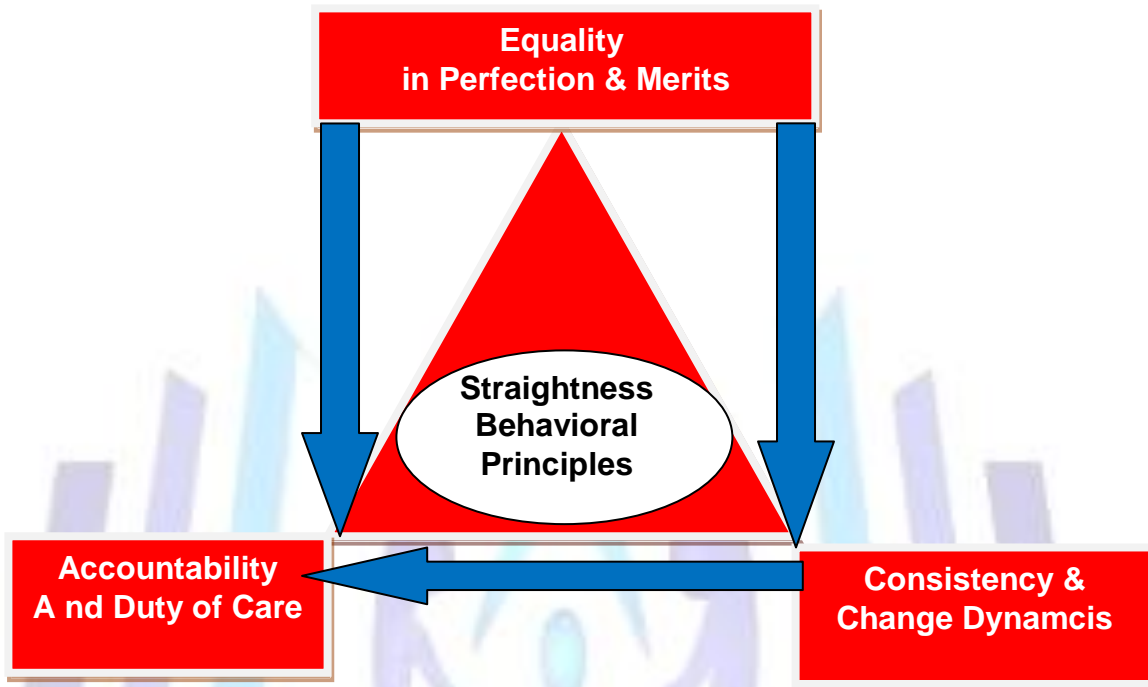 Equality
in Perfection & Merits
Straightness
Behavioral
Principles
Accountability
A nd Duty of Care
Consistency &
Change Dynamcis